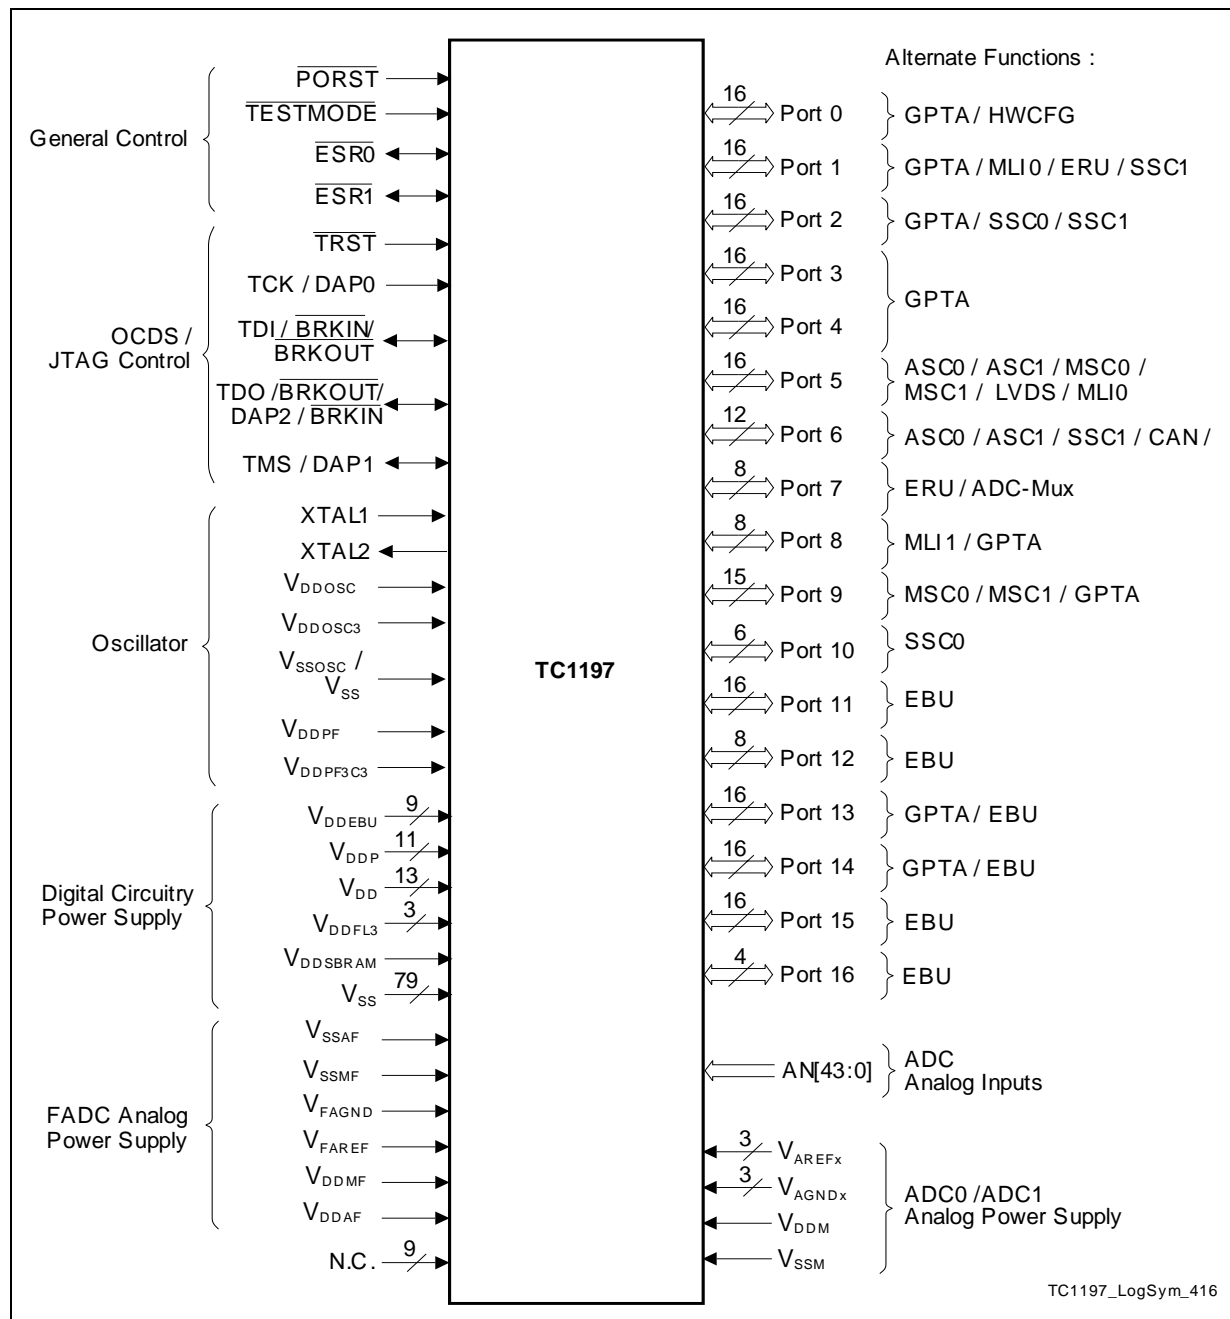 Alternate Functions :
General Control
PORST
TESTMODE
ESR0
ESR1
OCDS /
JTAG Control
TRST
TCK / DAP0
TDI / BRKIN/
BRKOUT
TDO /BRKOUT/
DAP2 / BRKIN
TMS / DAP1
Oscillator
XTAL1
XTAL2
VDDOSC
VDDOSC3
VSSOSC /
VSS
VDDPF
VDDPF3C3
Digital Circuitry
Power Supply
VDDEBU 9
VDDP 11
VDD 13
VDDFL3 3
VDDSBRAM
VSS 79
FADC Analog
Power Supply
VSSAF
VSSMF
VFAGND
VFAREF
VDDMF
VDDAF
N.C. 9
TC1197
16 Port 0 GPTA / HWCFG
16 Port 1 GPTA / MLI0 / ERU / SSC1
16 Port 2 GPTA / SSC0 / SSC1
16 Port 3
GPTA
16 Port 4
16 Port 5 ASC0 / ASC1 / MSC0 /
MSC1 / LVDS / MLI0
12 Port 6 ASC0 / ASC1 / SSC1 / CAN /
8 Port 7 ERU / ADC-Mux
8 Port 8 MLI1 / GPTA
15 Port 9 MSC0 / MSC1 / GPTA
6 Port 10 SSC0
16 Port 11 EBU
8 Port 12 EBU
16 Port 13 GPTA / EBU
16 Port 14 GPTA / EBU
16 Port 15 EBU
4 Port 16 EBU
AN[43:0] ADC
Analog Inputs
3 VAREFx
3 VAGNDx
VDDM
VSSM
ADC0 /ADC1
Analog Power Supply
TC1197_LogSym_416